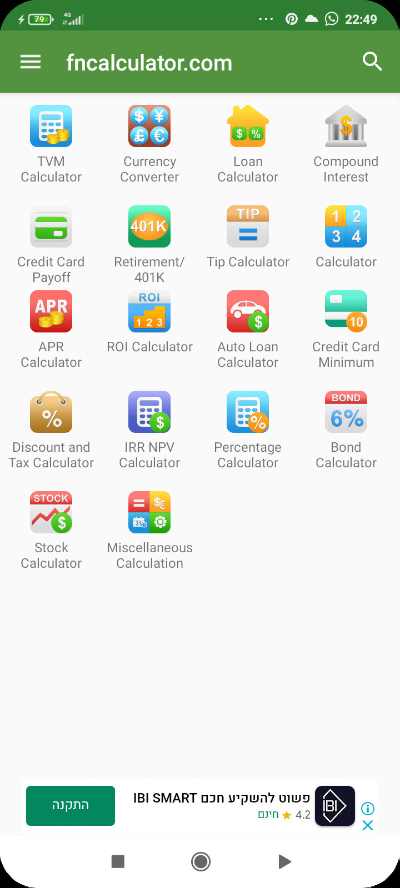 79 4G ... 22:49
fncalculator.com
TVM
Calculator
Currency
Converter
Loan
Calculator
Compound
Interest
$ ¥
£ €
$ %
$
TIP
1 2
3 4
401K
Credit Card
Payoff
Retirement/
401K
Tip Calculator
Calculator
APR
ROI
1 2 3
$
10
APR
Calculator
ROI Calculator
Auto Loan
Calculator
Credit Card
Minimum
%
$
%
BOND
6%
Discount and
Tax Calculator
IRR NPV
Calculator
Percentage
Calculator
Bond
Calculator
STOCK
$
$€
Stock
Calculator
Miscellaneous
Calculation
פשוט להשקיע חכם IBI SMART
4.2 ★ חינם
IBI
התקנה